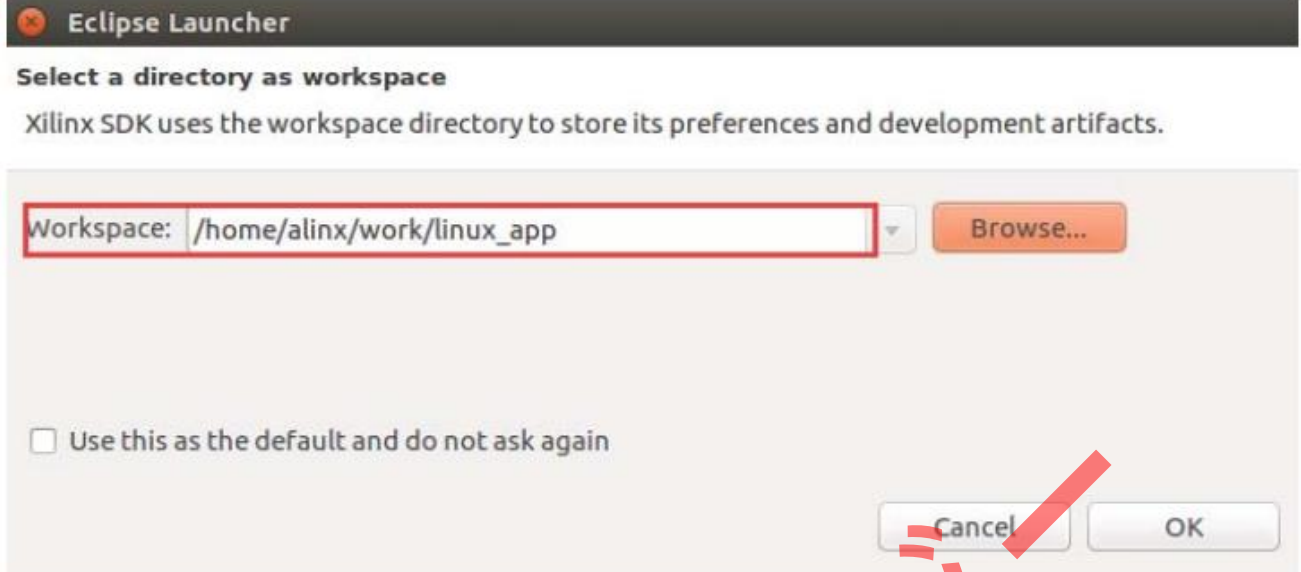 Eclipse Launcher
Select a directory as workspace
Xilinx SDK uses the workspace directory to store its preferences and development artifacts.
Workspace: /home/alinx/work/linux_app Browse...
Use this as the default and do not ask again
Cancel OK